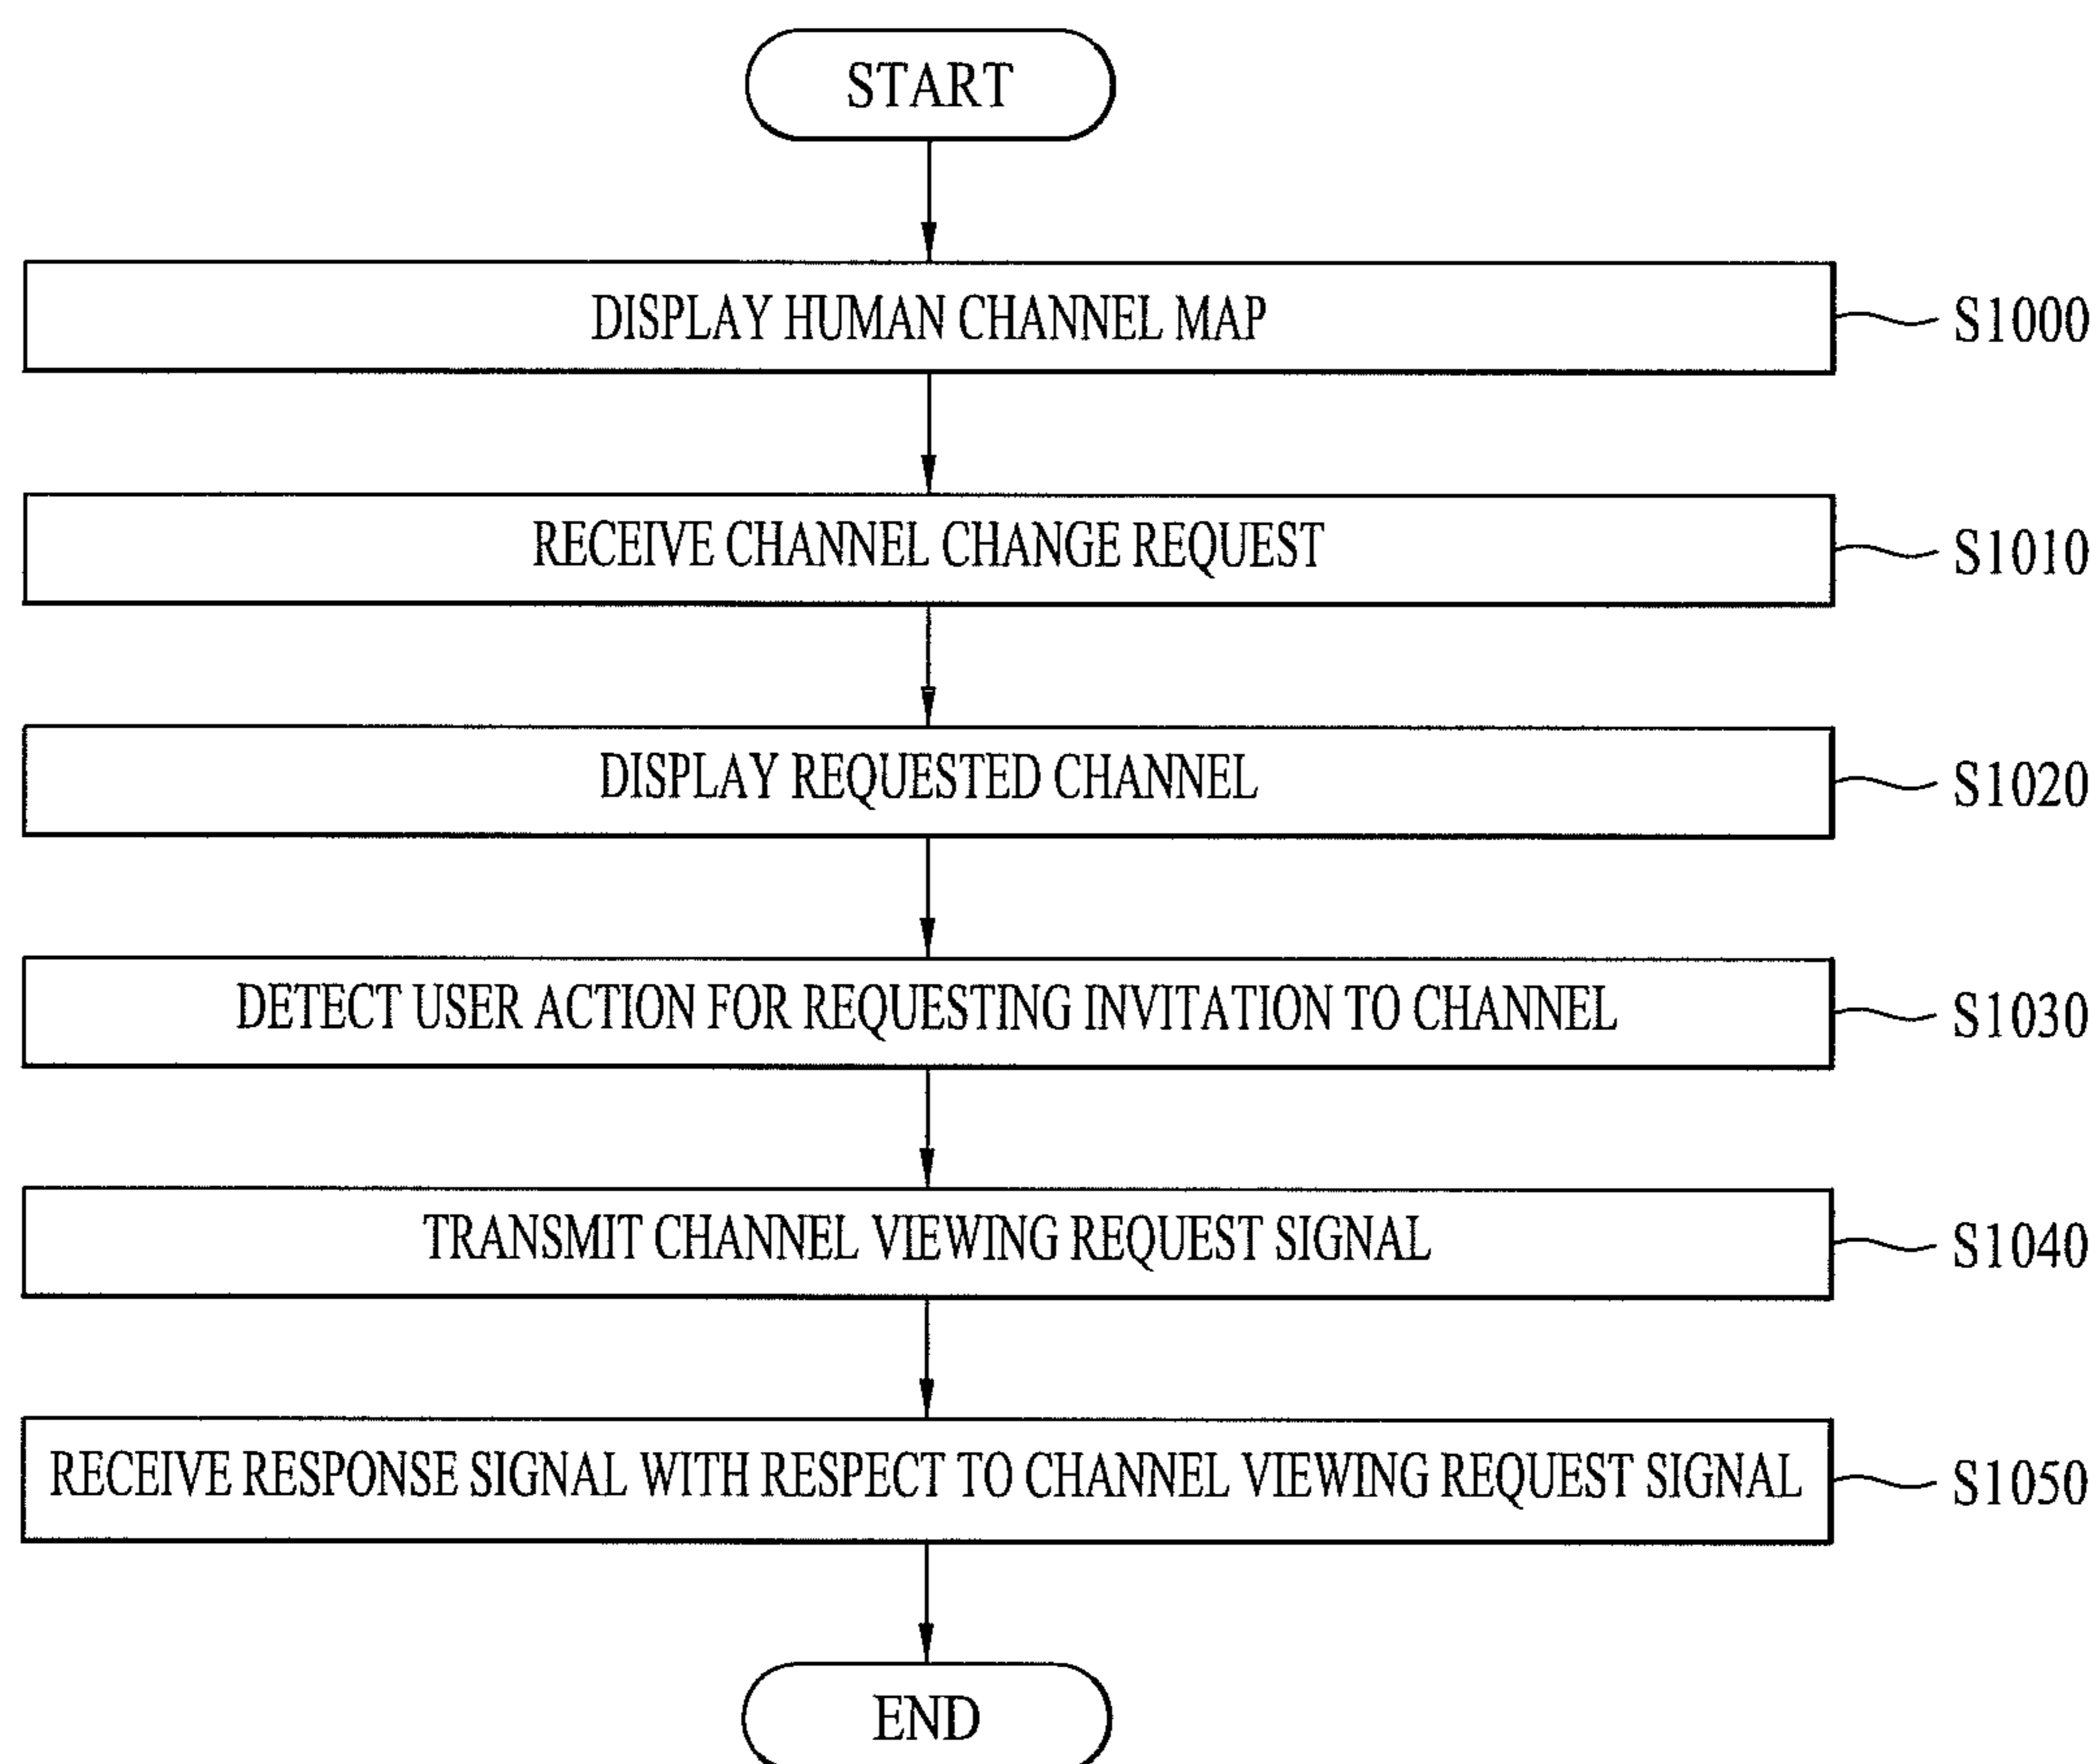 START
DISPLAY HUMAN CHANNEL MAP
S1000
RECEIVE CHANNEL CHANGE REQUEST
S1010
DISPLAY REQUESTED CHANNEL
S1020
DETECT USER ACTION FOR REQUESTING INVITATION TO CHANNEL
S1030
TRANSMIT CHANNEL VIEWING REQUEST SIGNAL
S1040
RECEIVE RESPONSE SIGNAL WITH RESPECT TO CHANNEL VIEWING REQUEST SIGNAL
S1050
END